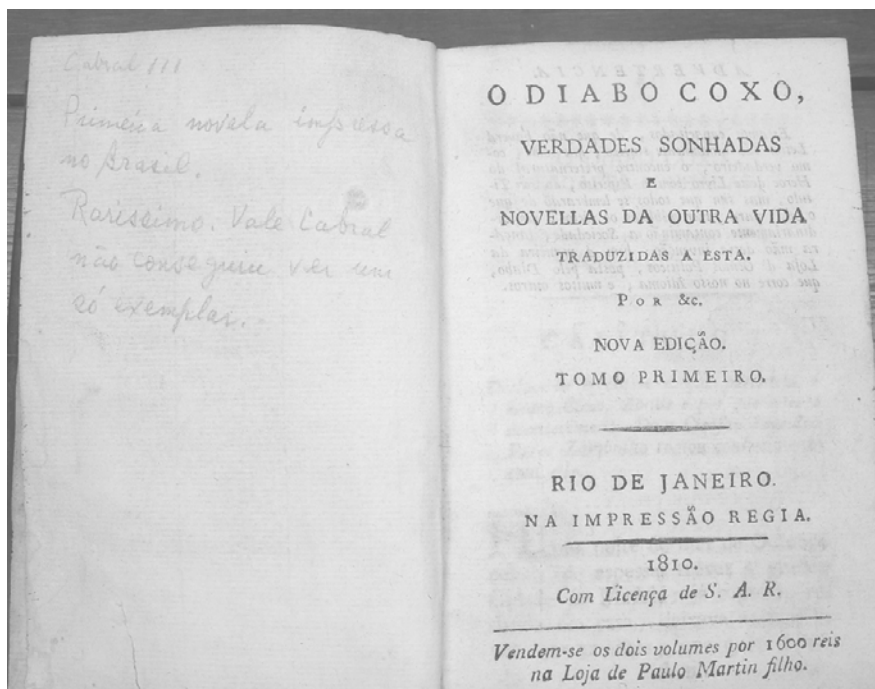 Cabral 111
Primeira novela impressa
no Brasil.
Rarissimo. Vale Cabral
não conseguiu ver um
só exemplar.
O DIABO COXO,
VERDADES SONHADAS
E
NOVELLAS DA OUTRA VIDA
TRADUZIDAS A ESTA.
POR &c.
NOVA EDIÇÃO.
TOMO PRIMEIRO.
RIO DE JANEIRO.
NA IMPRESSÃO REGIA.
1810.
Com Licença de S. A. R.
Vendem-se os dois volumes por 1600 reis
na Loja de Paulo Martin filho.